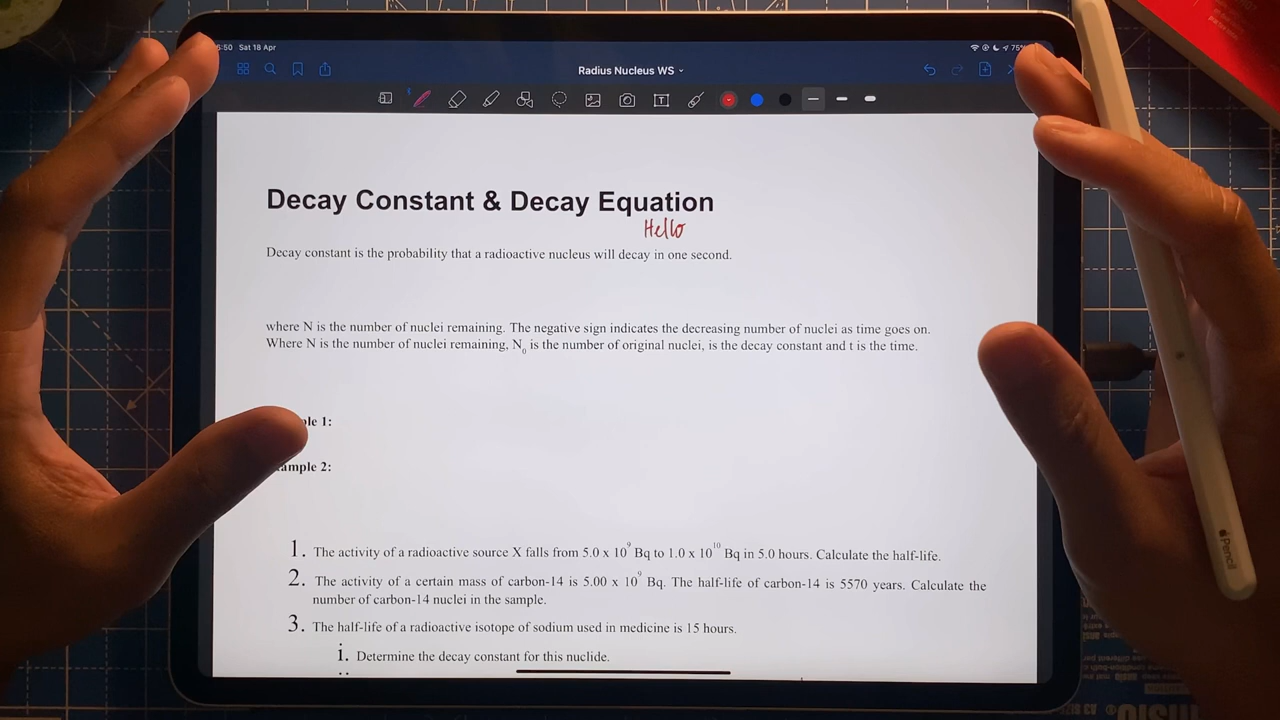 :50 Sat 18 Apr
75%
Radius Nucleus WS
T
Decay Constant & Decay Equation
Hello
Decay constant is the probability that a radioactive nucleus will decay in one second.
where N is the number of nuclei remaining. The negative sign indicates the decreasing number of nuclei as time goes on.
Where N is the number of nuclei remaining, N₀ is the number of original nuclei, is the decay constant and t is the time.
ple 1:
ample 2:
1. The activity of a radioactive source X falls from 5.0 x 10⁹ Bq to 1.0 x 10¹⁰ Bq in 5.0 hours. Calculate the half-life.
2. The activity of a certain mass of carbon-14 is 5.00 x 10⁹ Bq. The half-life of carbon-14 is 5570 years. Calculate the
number of carbon-14 nuclei in the sample.
3. The half-life of a radioactive isotope of sodium used in medicine is 15 hours.
i. Determine the decay constant for this nuclide.
Pencil